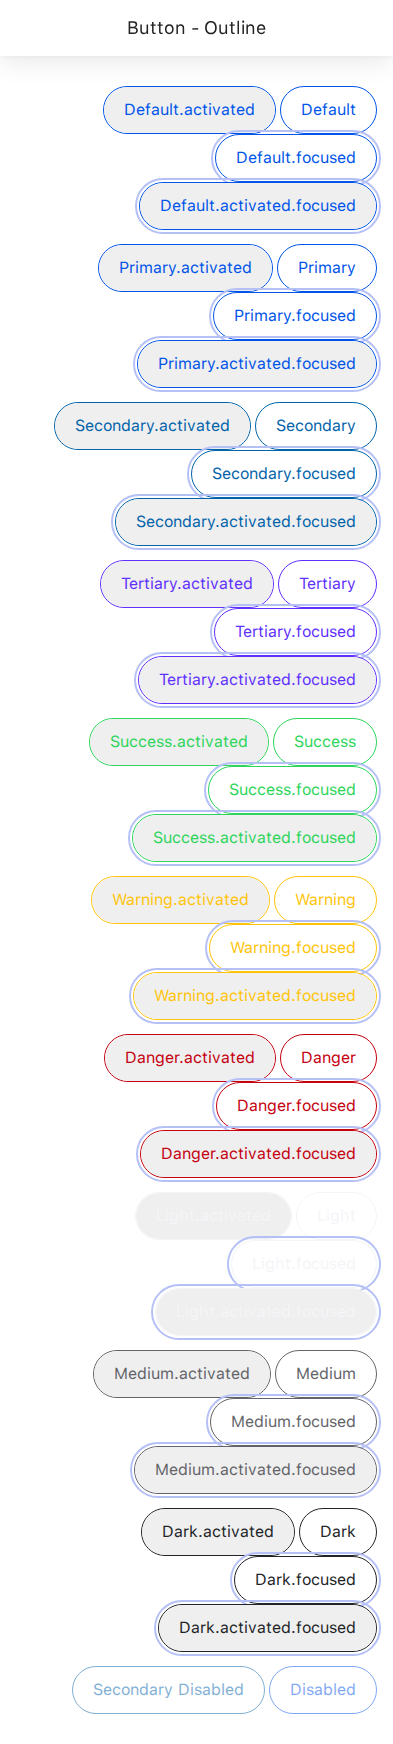 Button - Outline
Default.activated Default
Default.focused
Default.activated.focused
Primary.activated Primary
Primary.focused
Primary.activated.focused
Secondary.activated Secondary
Secondary.focused
Secondary.activated.focused
Tertiary.activated Tertiary
Tertiary.focused
Tertiary.activated.focused
Success.activated Success
Success.focused
Success.activated.focused
Warning.activated Warning
Warning.focused
Warning.activated.focused
Danger.activated Danger
Danger.focused
Danger.activated.focused
Light.activated Light
Light.focused
Light.activated.focused
Medium.activated Medium
Medium.focused
Medium.activated.focused
Dark.activated Dark
Dark.focused
Dark.activated.focused
Secondary Disabled Disabled